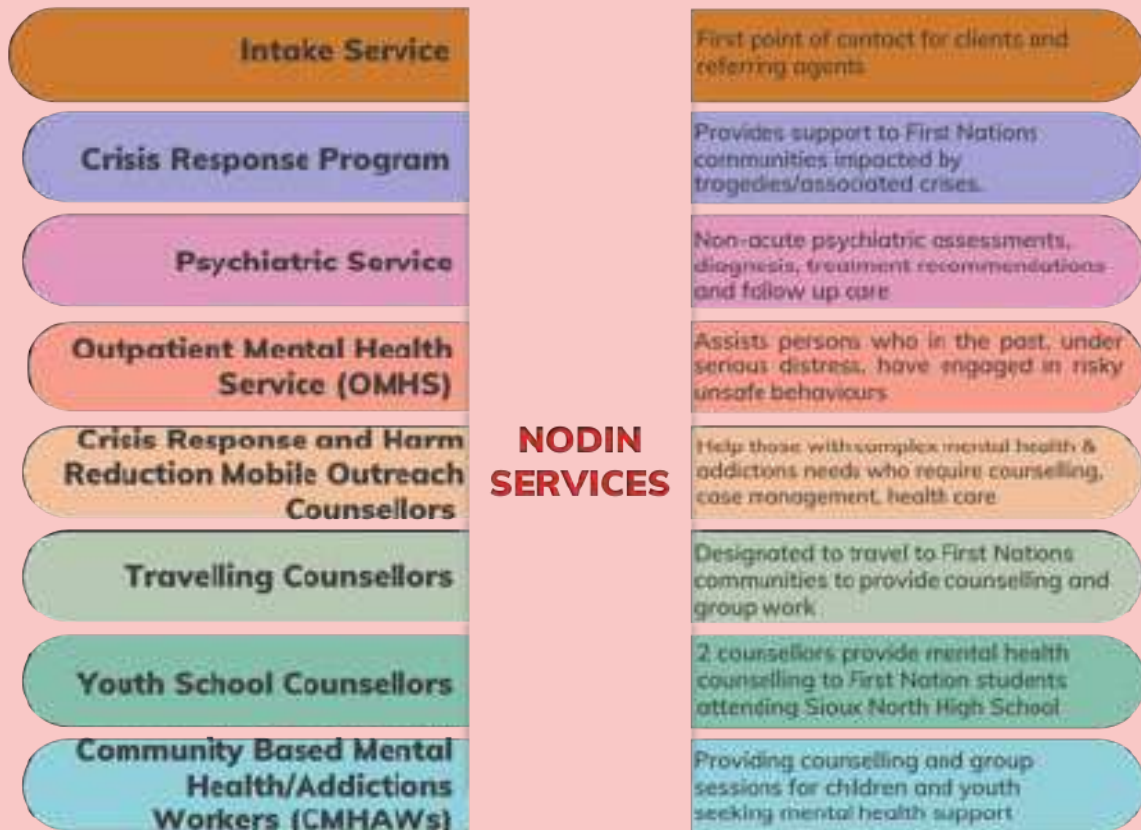 Intake Service
First point of contact for clients and
referring agents
Crisis Response Program
Provides support to First Nations
communities impacted by
tragedies/associated crises.
Psychiatric Service
Non-acute psychiatric assessments,
diagnosis, treatment recommendations
and follow up care
Outpatient Mental Health
Service (OMHS)
Assists persons who in the past, under
serious distress, have engaged in risky
unsafe behaviours
Crisis Response and Harm
Reduction Mobile Outreach
Counsellors
NODIN
SERVICES
Help those with complex mental health &
addictions needs who require counselling,
case management, health care
Travelling Counsellors
Designated to travel to First Nations
communities to provide counselling and
group work
Youth School Counsellors
2 counsellors provide mental health
counselling to First Nation students
attending Sioux North High School
Community Based Mental
Health/Addictions
Workers (CMHAWs)
Providing counselling and group
sessions for children and youth
seeking mental health support